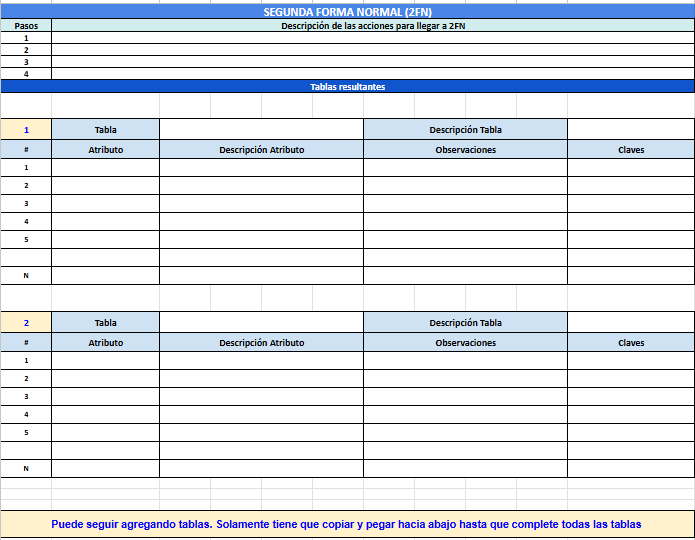 SEGUNDA FORMA NORMAL (2FN)
Pasos Descripción de las acciones para llegar a 2FN
1
2
3
4
Tablas resultantes
1 Tabla Descripción Tabla
# Atributo Descripción Atributo Observaciones Claves
1
2
3
4
5
N
2 Tabla Descripción Tabla
# Atributo Descripción Atributo Observaciones Claves
1
2
3
4
5
N
Puede seguir agregando tablas. Solamente tiene que copiar y pegar hacia abajo hasta que complete todas las tablas